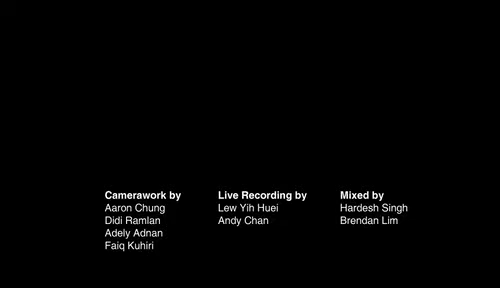 Camerawork by
Aaron Chung
Didi Ramlan
Adely Adnan
Faiq Kuhiri
Live Recording by
Lew Yih Huei
Andy Chan
Mixed by
Hardesh Singh
Brendan Lim